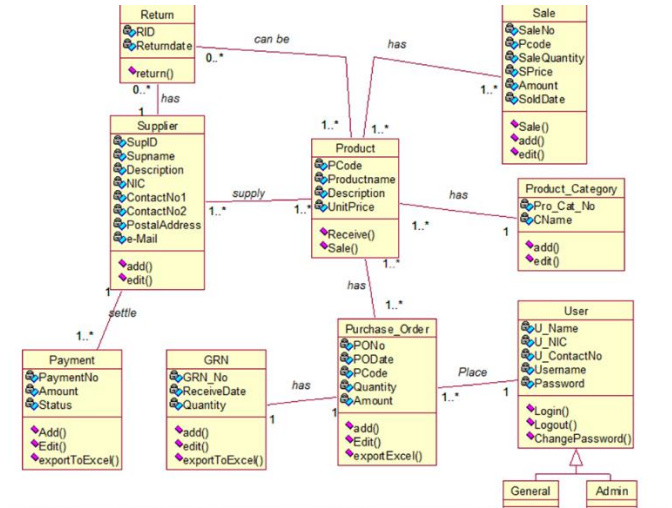 Return
RID
Returndate
return()
can be
0..*
1..*
has
1..*
1..*
Sale
SaleNo
Pcode
SaleQuantity
SPrice
Amount
SoldDate
Sale()
add()
edit()
0..*
has
1
Supplier
SupID
Supname
Description
NIC
ContactNo1
ContactNo2
PostalAddress
e-Mail
add()
edit()
supply
1..*
1..*
Product
PCode
Productname
Description
UnitPrice
Receive()
Sale()
has
1..*
1
Product_Category
Pro_Cat_No
CName
add()
edit()
1
settle
1..*
1..*
has
1..*
Payment
PaymentNo
Amount
Status
Add()
Edit()
exportToExcel()
GRN
GRN_No
ReceiveDate
Quantity
add()
edit()
exportToExcel()
has
1
1
Purchase_Order
PONo
PODate
PCode
Quantity
Amount
add()
Edit()
exportExcel()
Place
1..*
1
User
U_Name
U_NIC
U_ContactNo
Username
Password
Login()
Logout()
ChangePassword()
General
Admin